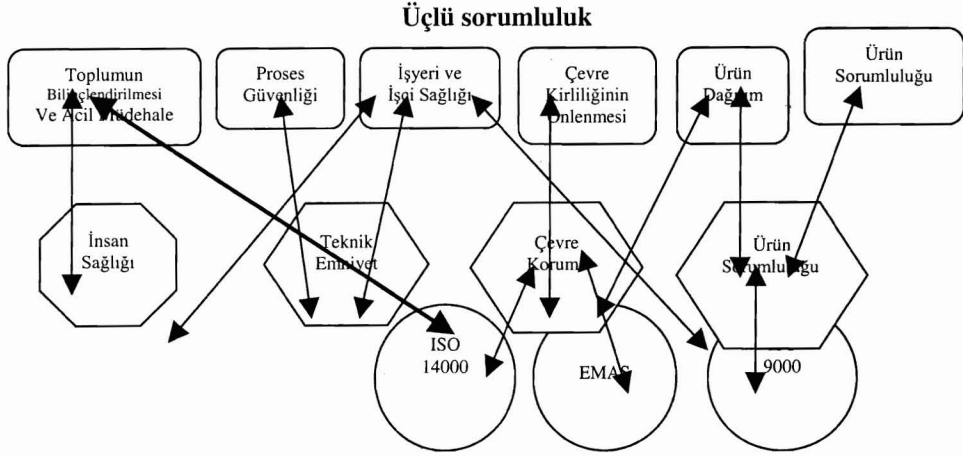 Üçlü sorumluluk
Toplumun
Bilinçlendirilmesi
Ve Acil Müdehale
Proses
Güvenliği
İşyeri ve
İşçi Sağlığı
Çevre
Kirliliğinin
Önlenmesi
Ürün
Dağıtım
Ürün
Sorumluluğu
İnsan
Sağlığı
Teknik
Emniyet
Çevre
Koruma
Ürün
Sorumluluğu
ISO
14000
EMAS
9000